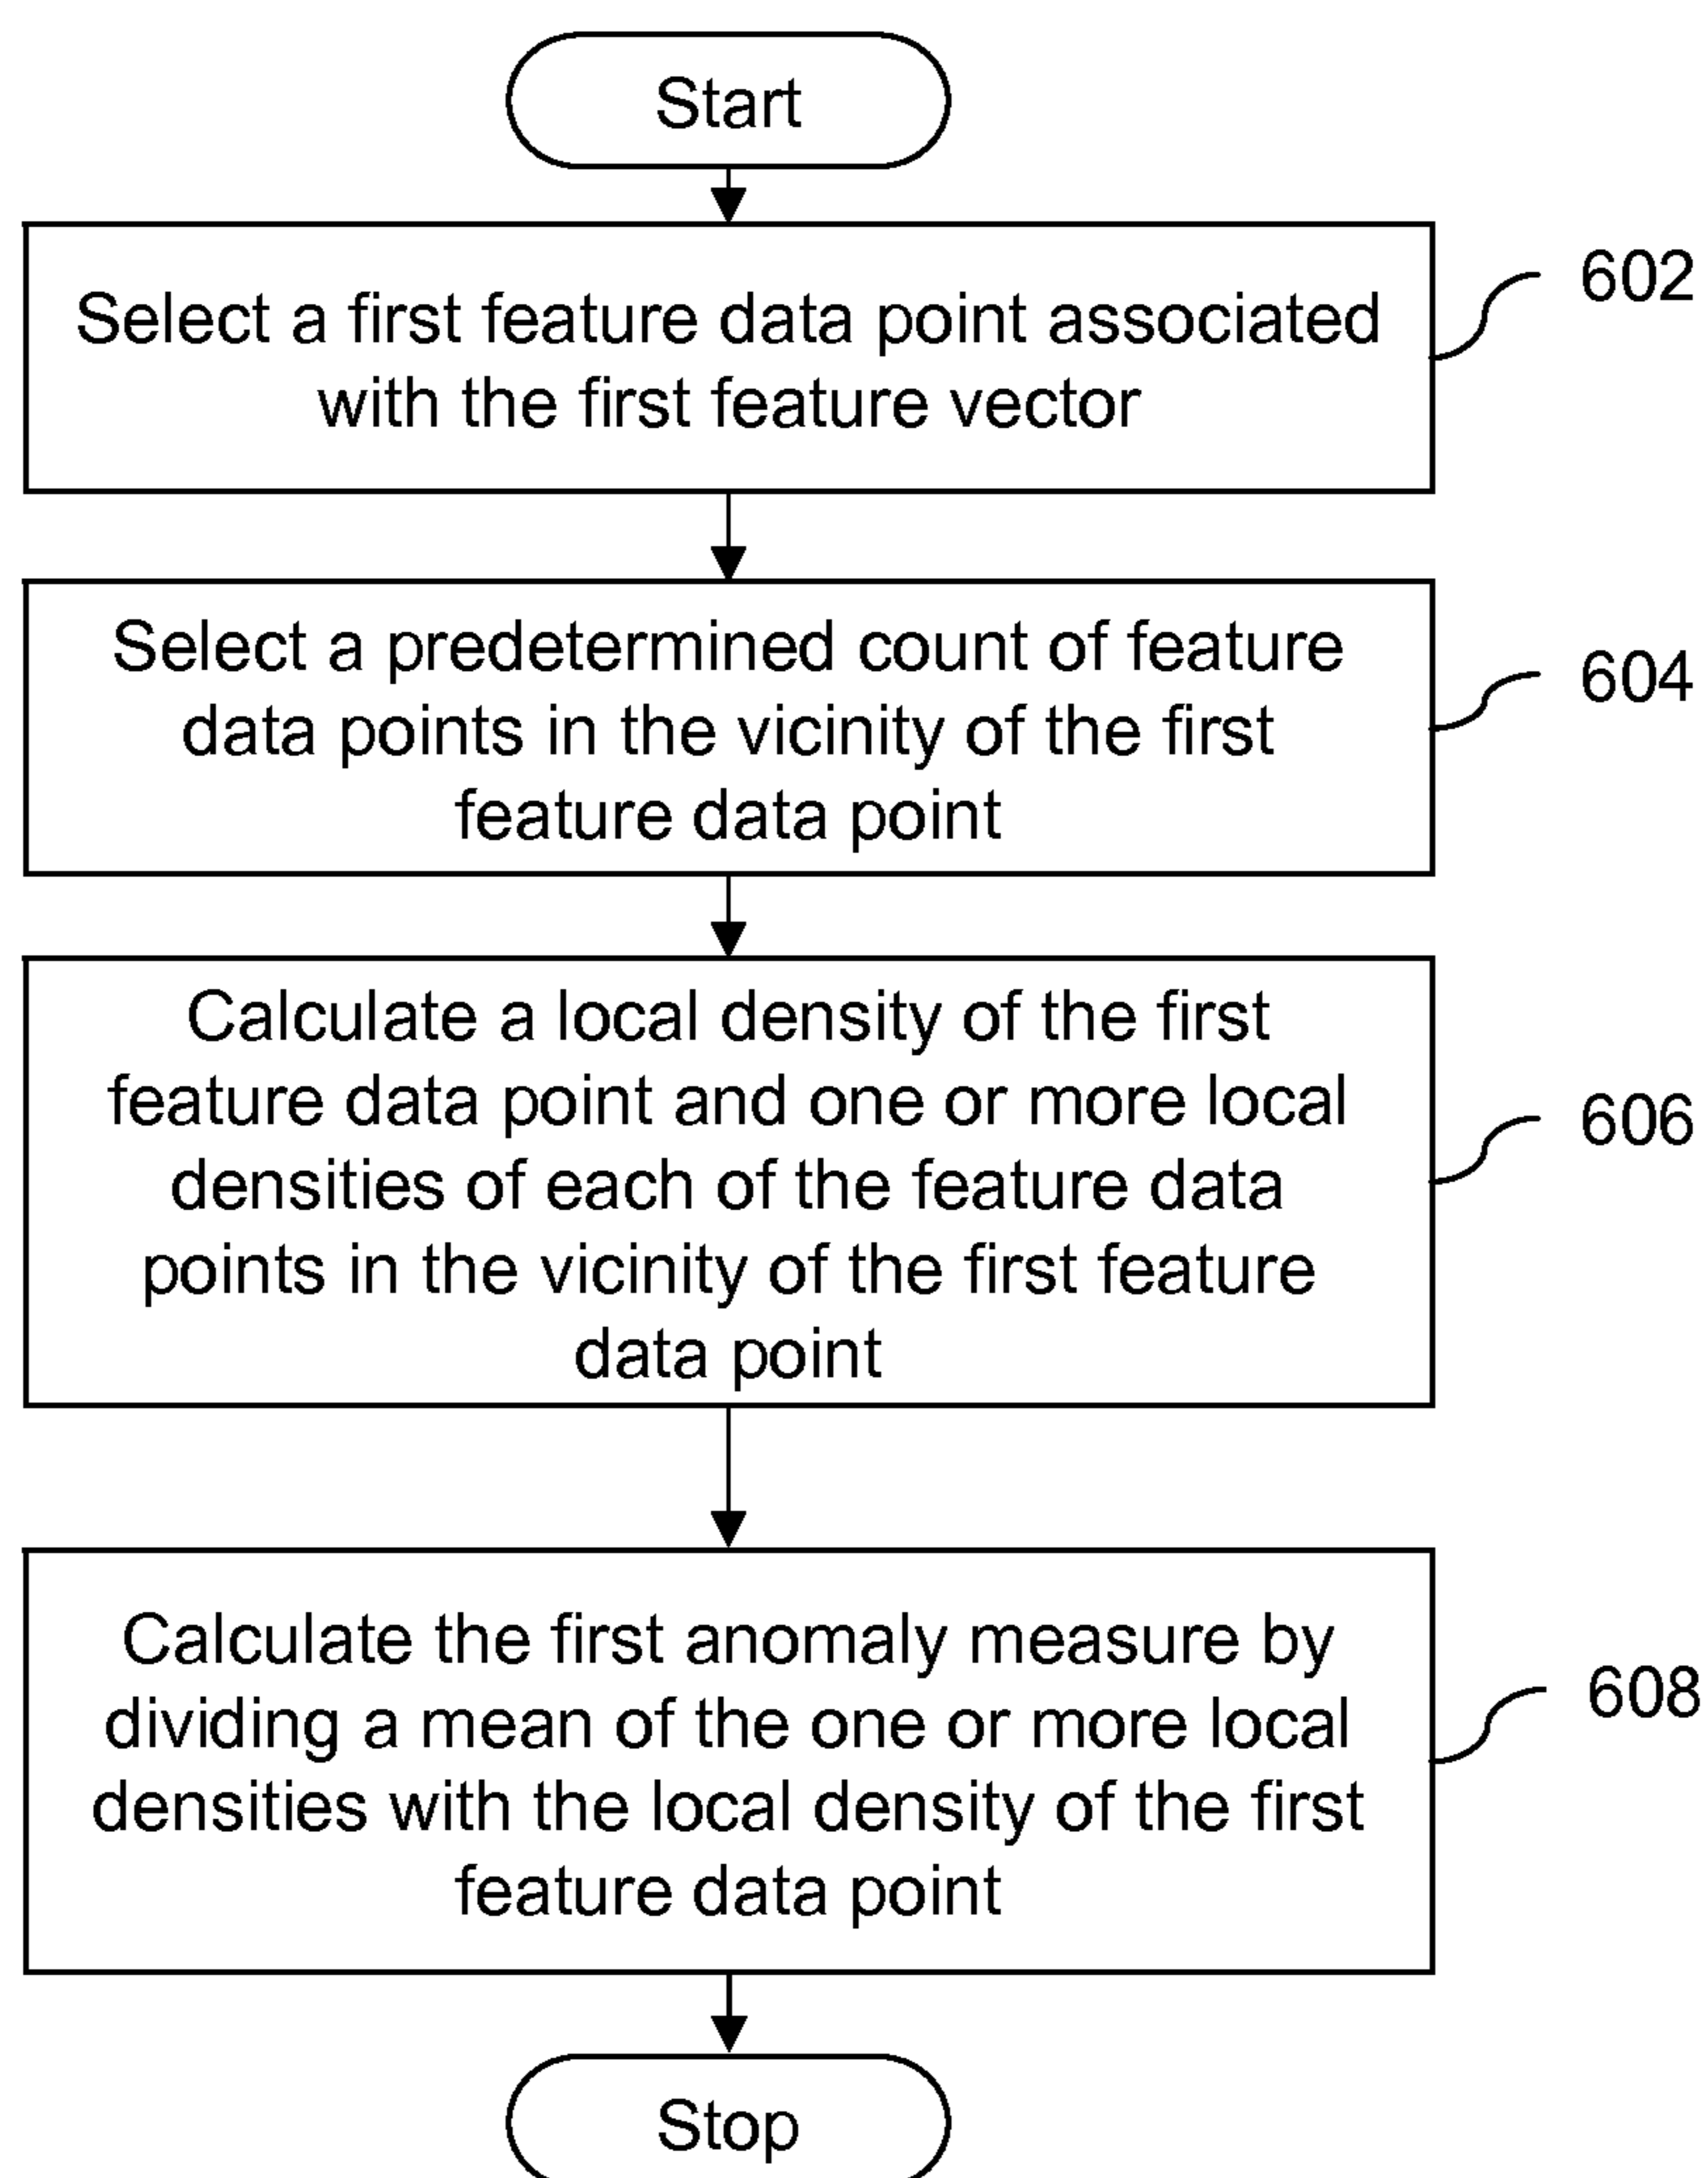 Start
Select a first feature data point associated
with the first feature vector
602
Select a predetermined count of feature
data points in the vicinity of the first
feature data point
604
Calculate a local density of the first
feature data point and one or more local
densities of each of the feature data
points in the vicinity of the first feature
data point
606
Calculate the first anomaly measure by
dividing a mean of the one or more local
densities with the local density of the first
feature data point
608
Stop